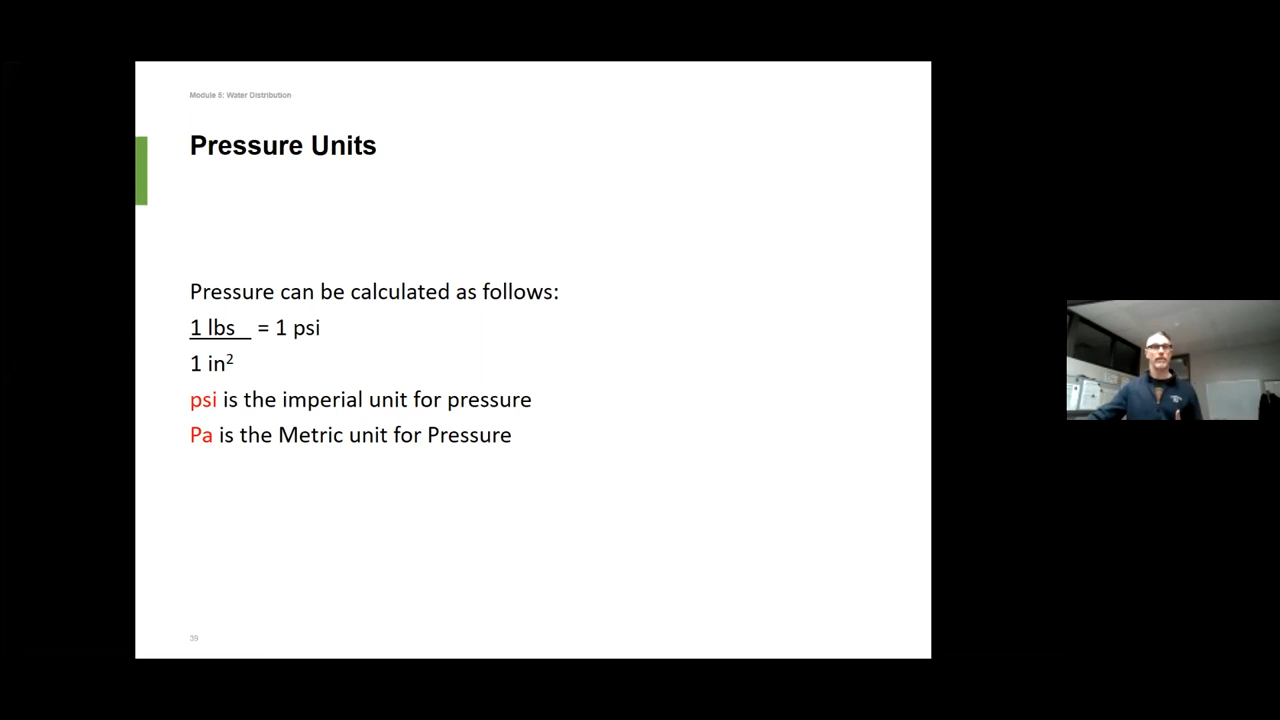 Module 5: Water Distribution
Pressure Units
Pressure can be calculated as follows:
1 lbs = 1 psi
1 in²
psi is the imperial unit for pressure
Pa is the Metric unit for Pressure
39